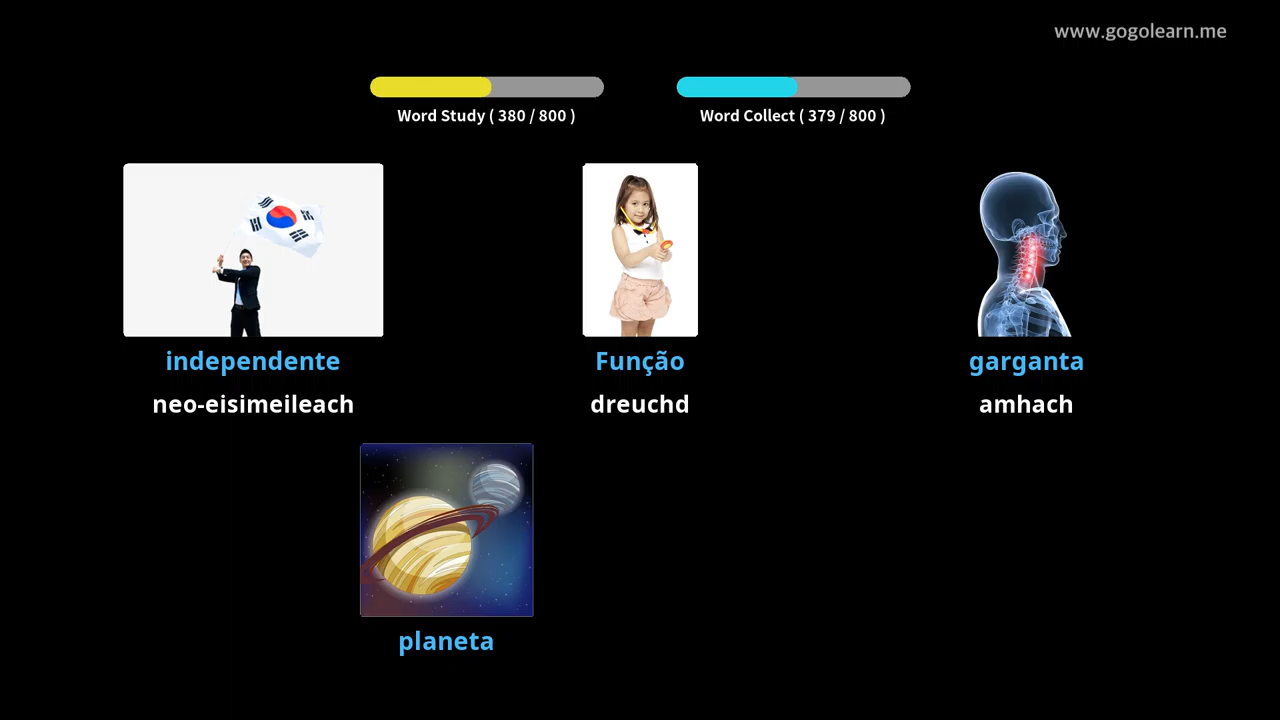 www.gogolearn.me
Word Study ( 380 / 800 )
Word Collect ( 379 / 800 )
independente
Função
garganta
neo-eisimeileach
dreuchd
amhach
planeta